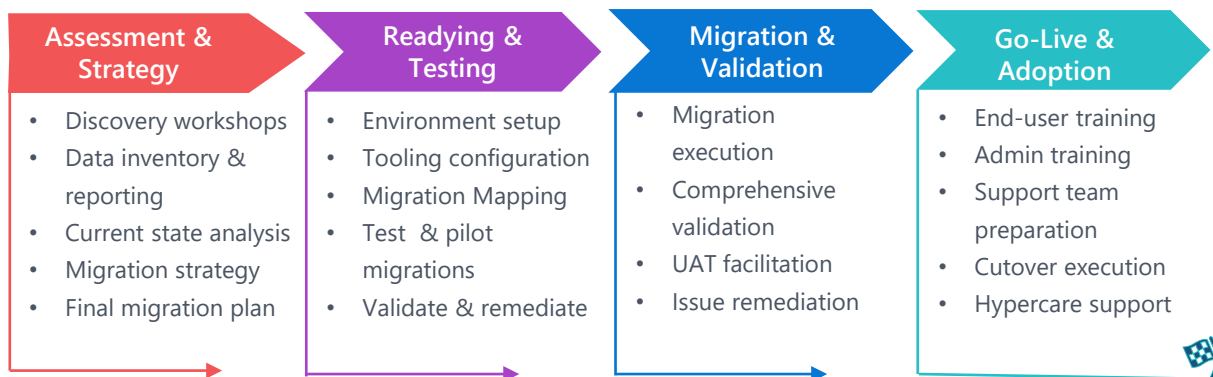 Assessment &
Strategy
• Discovery workshops
• Data inventory &
reporting
• Current state analysis
• Migration strategy
• Final migration plan
Readying &
Testing
• Environment setup
• Tooling configuration
• Migration Mapping
• Test & pilot
migrations
• Validate & remediate
Migration &
Validation
• Migration
execution
• Comprehensive
validation
• UAT facilitation
• Issue remediation
Go-Live &
Adoption
• End-user training
• Admin training
• Support team
preparation
• Cutover execution
• Hypercare support